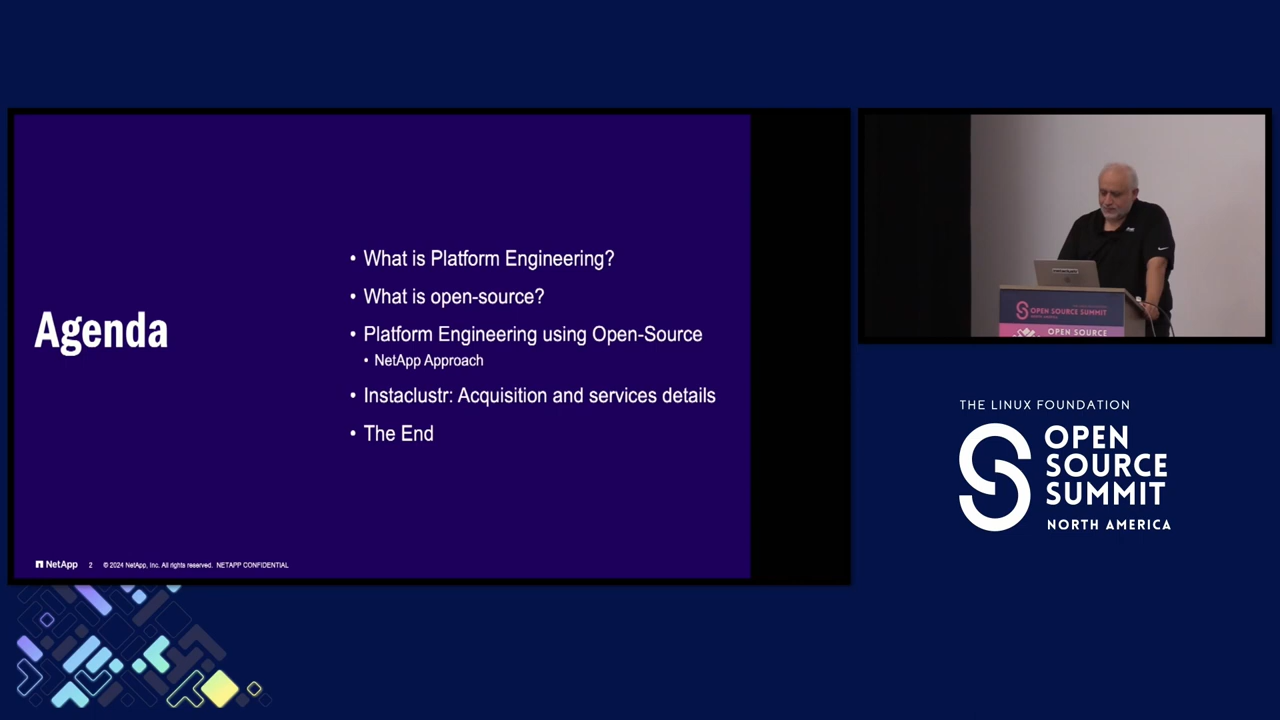 Agenda
• What is Platform Engineering?
• What is open-source?
• Platform Engineering using Open-Source
• NetApp Approach
• Instaclustr: Acquisition and services details
• The End
NetApp 2 © 2024 NetApp, Inc. All rights reserved. NETAPP CONFIDENTIAL
OPEN SOURCE SUMMIT
OPEN SOURCE
THE LINUX FOUNDATION
OPEN
SOURCE
SUMMIT
NORTH AMERICA